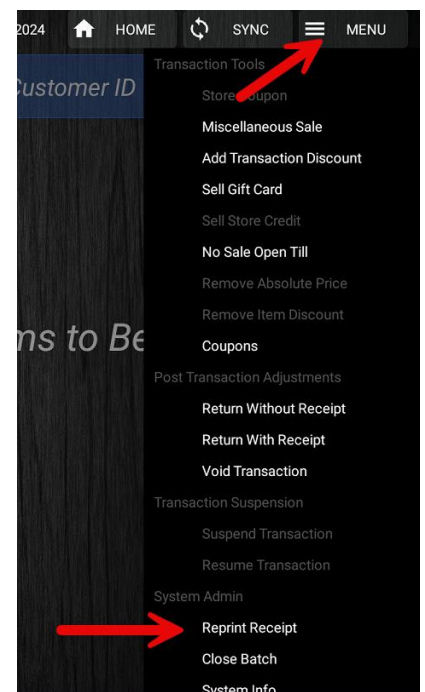 2024 HOME SYNC MENU
Customer ID
Transaction Tools
Store Coupon
Miscellaneous Sale
Add Transaction Discount
Sell Gift Card
Sell Store Credit
No Sale Open Till
Remove Absolute Price
Remove Item Discount
ms to Be
Coupons
Post Transaction Adjustments
Return Without Receipt
Return With Receipt
Void Transaction
Transaction Suspension
Suspend Transaction
Resume Transaction
System Admin
Reprint Receipt
Close Batch
System Info